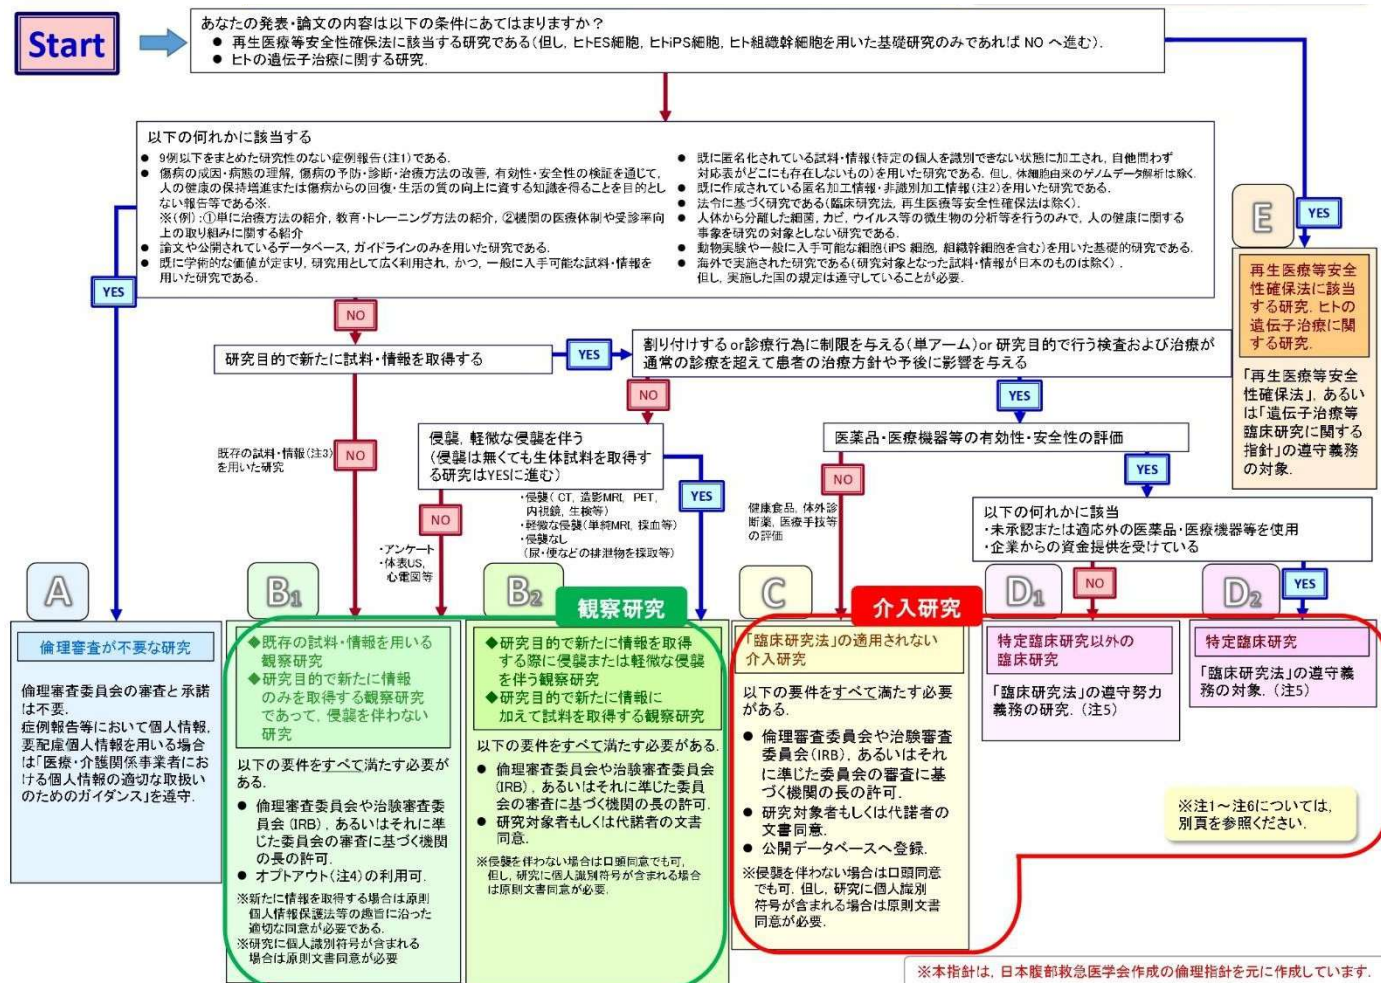 Start
あなたの発表・論文の内容は以下の条件にあてはまりますか？
● 再生医療等安全性確保法に該当する研究である（但し，ヒトES細胞，ヒトiPS細胞，ヒト組織幹細胞を用いた基礎研究のみであれば NO へ進む）．
● ヒトの遺伝子治療に関する研究．
以下の何れかに該当する
● 9例以下をまとめた研究性のない症例報告（注1）である．
● 傷病の成因・病態の理解，傷病の予防・診断・治療方法の改善，有効性・安全性の検証を通じて，
人の健康の保持増進または傷病からの回復・生活の質の向上に資する知識を得ることを目的とし
ない報告等である※．
※（例）：①単に治療方法の紹介，教育・トレーニング方法の紹介，②機関の医療体制や受診率向
上の取り組みに関する紹介
● 論文や公開されているデータベース，ガイドラインのみを用いた研究である．
● 既に学術的な価値が定まり，研究用として広く利用され，かつ，一般に入手可能な試料・情報を
用いた研究である．
● 既に匿名化されている試料・情報（特定の個人を識別できない状態に加工され，自他問わず
対応表がどこにも存在しないもの）を用いた研究である．但し，体細胞由来のゲノムデータ解析は除く．
● 既に作成されている匿名加工情報・非識別加工情報（注2）を用いた研究である．
● 法令に基づく研究である（臨床研究法，再生医療等安全性確保法は除く）．
● 人体から分離した細菌，カビ，ウイルス等の微生物の分析等を行うのみで，人の健康に関する
事象を研究の対象としない研究である．
● 動物実験や一般に入手可能な細胞（iPS 細胞，組織幹細胞を含む）を用いた基礎的研究である．
● 海外で実施された研究である（研究対象となった試料・情報が日本のものは除く）．
但し，実施した国の規定は遵守していることが必要．
YES
YES
NO
研究目的で新たに試料・情報を取得する
YES
割り付けする or 診療行為に制限を与える（単アーム）or 研究目的で行う検査および治療が
通常の診療を超えて患者の治療方針や予後に影響を与える
NO
YES
既存の試料・情報（注3）
を用いた研究
NO
侵襲，軽微な侵襲を伴う
（侵襲は無くても生体試料を取得す
る研究はYESに進む）
医薬品・医療機器等の有効性・安全性の評価
NO
・アンケート
・体表US，
心電図等
・侵襲（CT，造影MRI，PET，
内視鏡，生検等）
・軽微な侵襲（単純MRI，採血等）
・侵襲なし
（尿・便などの排泄物を採取等）
YES
NO
健康食品，体外診
断薬，医療手技等
の評価
YES
以下の何れかに該当
・未承認または適応外の医薬品・医療機器等を使用
・企業からの資金提供を受けている
NO
YES
E
再生医療等安全
性確保法に該当
する研究．ヒトの
遺伝子治療に関
する研究．
「再生医療等安全
性確保法」，あるい
は「遺伝子治療等
臨床研究に関する
指針」の遵守義務
の対象．
A
倫理審査が不要な研究
倫理審査委員会の審査と承諾
は不要．
症例報告等において個人情報，
要配慮個人情報を用いる場合
は「医療・介護関係事業者にお
ける個人情報の適切な取扱い
のためのガイダンス」を遵守．
観察研究
B1
◆既存の試料・情報を用いる
観察研究
◆研究目的で新たに情報
のみを取得する観察研究
であって，侵襲を伴わない
研究
以下の要件をすべて満たす必要が
ある．
● 倫理審査委員会や治験審査委
員会（IRB），あるいはそれに準
じた委員会の審査に基づく機関
の長の許可．
● オプトアウト（注4）の利用可．
※新たに情報を取得する場合は原則
個人情報保護法等の趣旨に沿った
適切な同意が必要である．
※研究に個人識別符号が含まれる
場合は原則文書同意が必要
B2
◆研究目的で新たに情報を取得
する際に侵襲または軽微な侵襲
を伴う観察研究
◆研究目的で新たに情報に
加えて試料を取得する観察研究
以下の要件をすべて満たす必要がある．
● 倫理審査委員会や治験審査委員会
（IRB），あるいはそれに準じた委員
会の審査に基づく機関の長の許可．
● 研究対象者もしくは代諾者の文書
同意．
※侵襲を伴わない場合は口頭同意でも可，
但し，研究に個人識別符号が含まれる場合
は原則文書同意が必要．
介入研究
C
「臨床研究法」の適用されない
介入研究
以下の要件をすべて満たす必要
がある．
● 倫理審査委員会や治験審査
委員会（IRB），あるいはそれ
に準じた委員会の審査に基
づく機関の長の許可．
● 研究対象者もしくは代諾者の
文書同意．
● 公開データベースへ登録．
※侵襲を伴わない場合は口頭同意
でも可，但し，研究に個人識別
符号が含まれる場合は原則文書
同意が必要．
D1
特定臨床研究以外の
臨床研究
「臨床研究法」の遵守努力
義務の研究．（注5）
D2
特定臨床研究
「臨床研究法」の遵守義
務の対象．（注5）
※注1～注6については，
別頁を参照ください．
※本指針は，日本腹部救急医学会作成の倫理指針を元に作成しています．